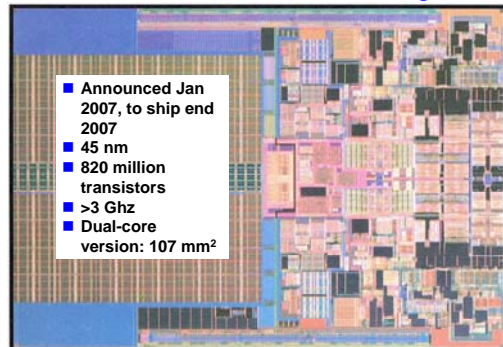 ■ Announced Jan
2007, to ship end
2007
■ 45 nm
■ 820 million
transistors
■ >3 Ghz
■ Dual-core
version: 107 mm²